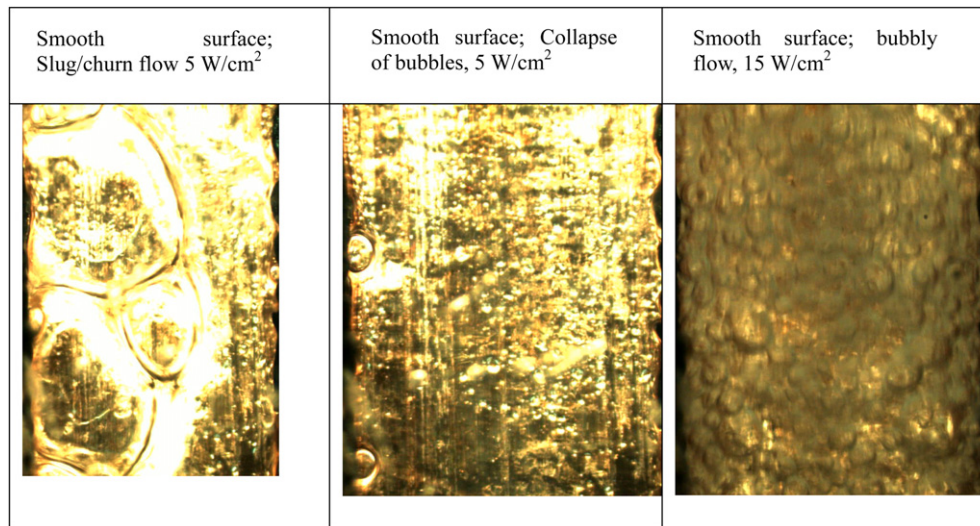 Smooth surface;
Slug/churn flow 5 W/cm²
Smooth surface; Collapse
of bubbles, 5 W/cm²
Smooth surface; bubbly
flow, 15 W/cm²